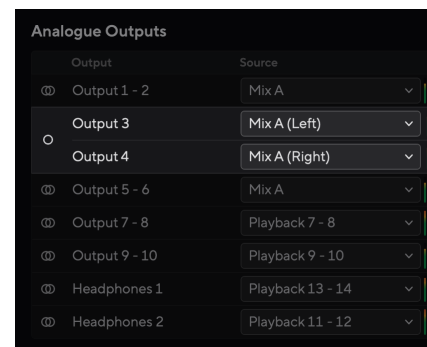 Analogue Outputs
Output Source
Output 1 - 2 Mix A
Output 3 Mix A (Left)
Output 4 Mix A (Right)
Output 5 - 6 Mix A
Output 7 - 8 Playback 7 - 8
Output 9 - 10 Playback 9 - 10
Headphones 1 Playback 13 - 14
Headphones 2 Playback 11 - 12